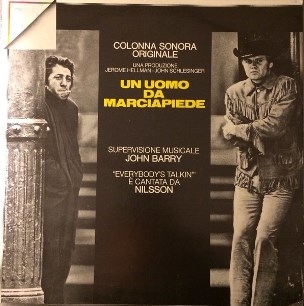 COLONNA SONORA
ORIGINALE
UNA PRODUZIONE
JEROME HELLMAN - JOHN SCHLESINGER
UN UOMO
DA
MARCIAPIEDE
SUPERVISIONE MUSICALE
JOHN BARRY
"EVERYBODY'S TALKIN'"
È CANTATA DA
NILSSON